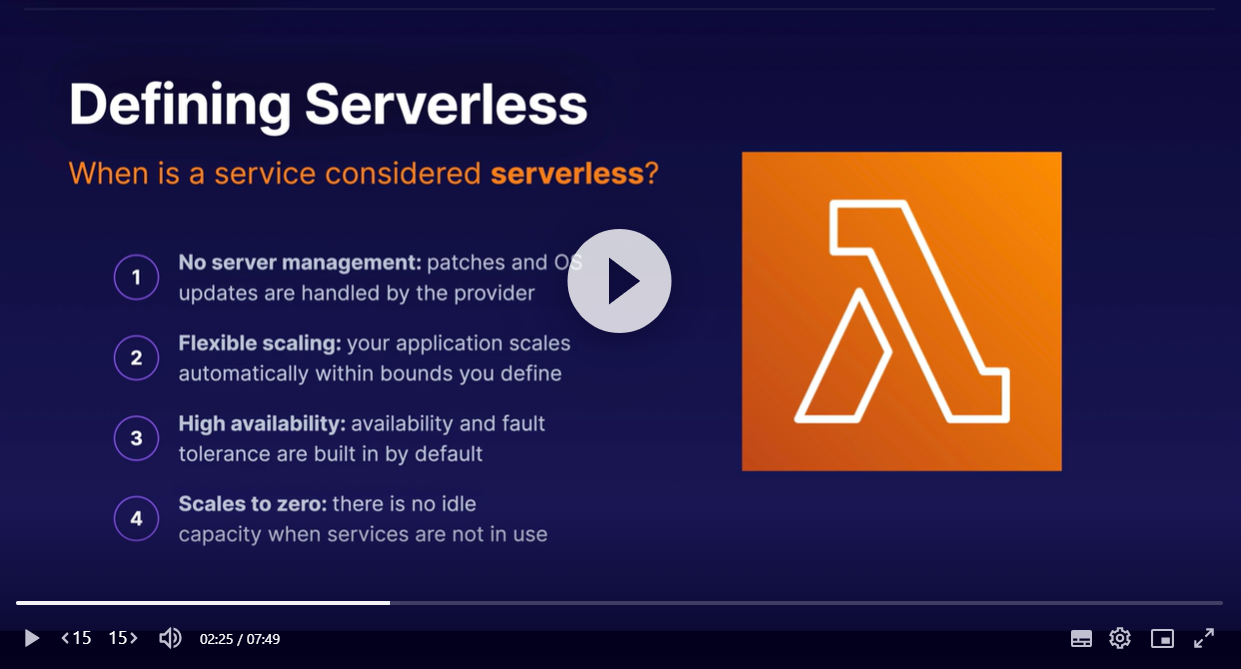 Defining Serverless
When is a service considered serverless?
1
No server management: patches and OS
updates are handled by the provider
2
Flexible scaling: your application scales
automatically within bounds you define
3
High availability: availability and fault
tolerance are built in by default
4
Scales to zero: there is no idle
capacity when services are not in use
<15 15> 02:25 / 07:49